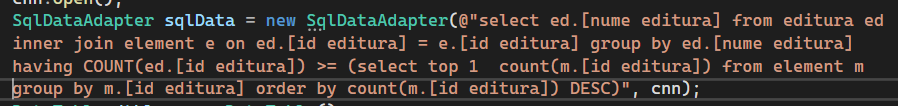 cnn.Open();
SqlDataAdapter sqlData = new SqlDataAdapter(@"select ed.[nume editura] from editura ed
inner join element e on ed.[id editura] = e.[id editura] group by ed.[nume editura]
having COUNT(ed.[id editura]) >= (select top 1  count(m.[id editura]) from element m
group by m.[id editura] order by count(m.[id editura]) DESC)", cnn);